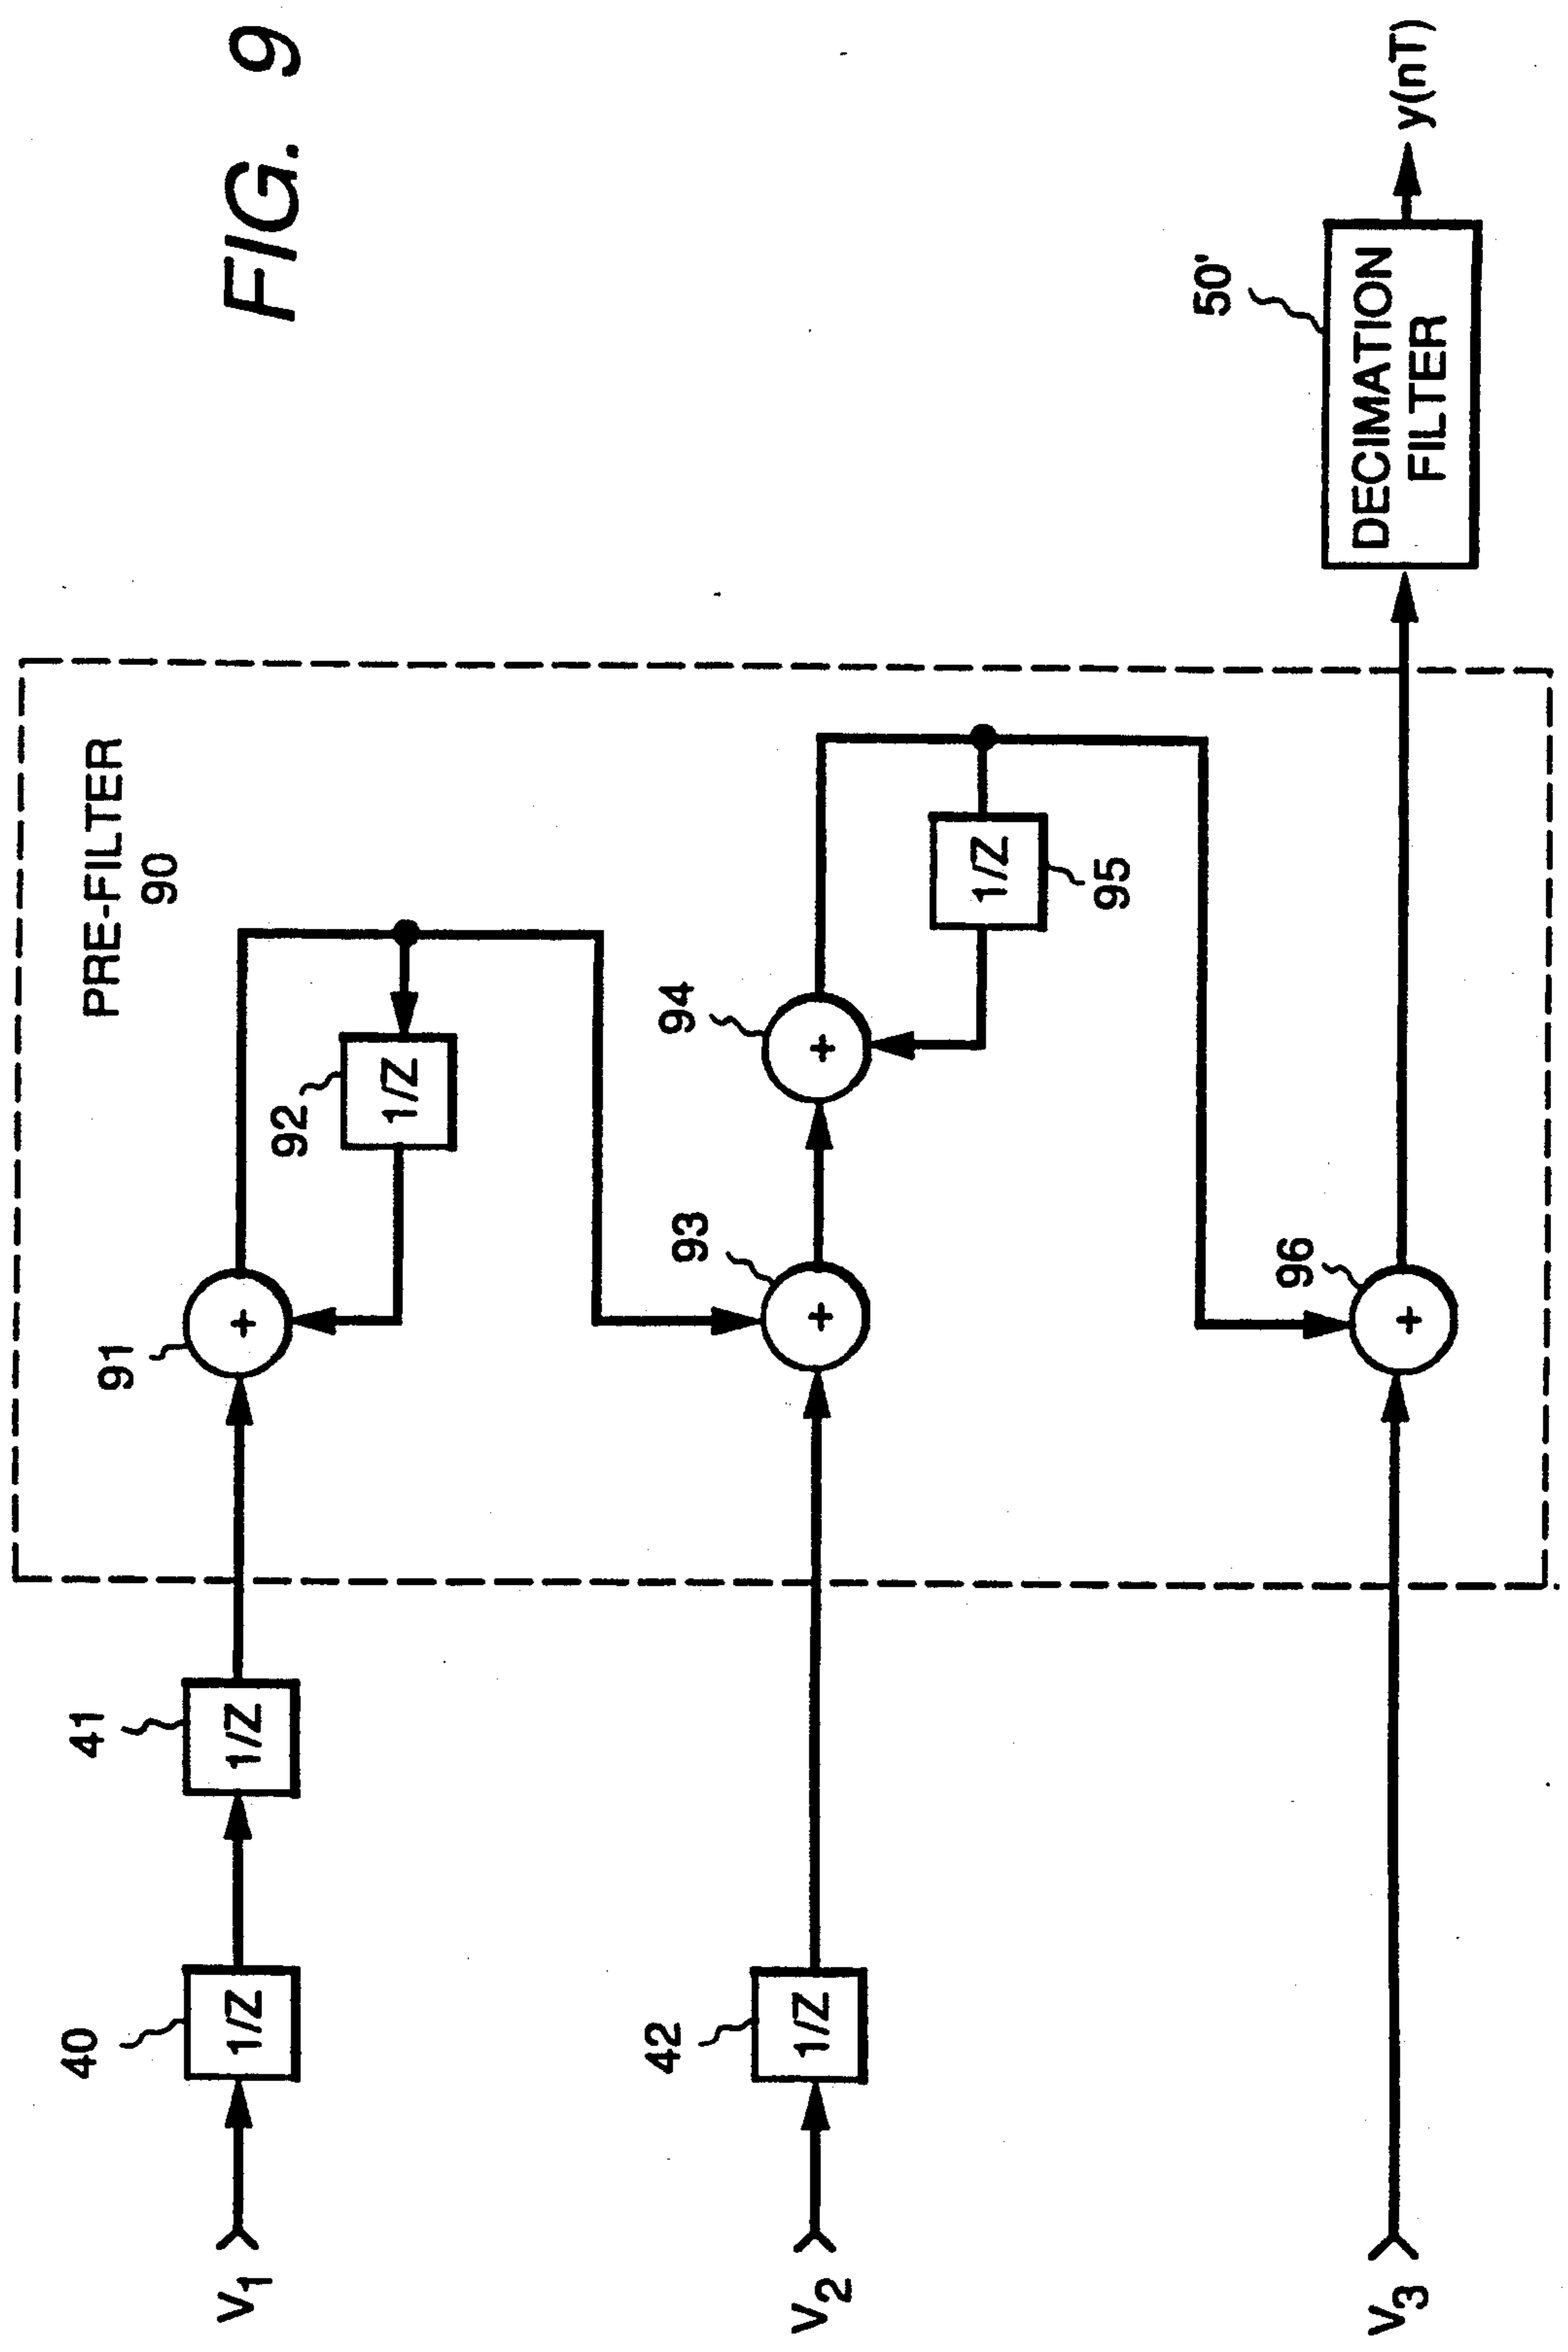 FIG. 9
PRE-FILTER
90
V1
40
1/Z
41
1/Z
91
+
92
1/Z
V2
42
1/Z
93
+
94
+
95
1/Z
V3
96
+
50'
DECIMATION
FILTER
y(nT)